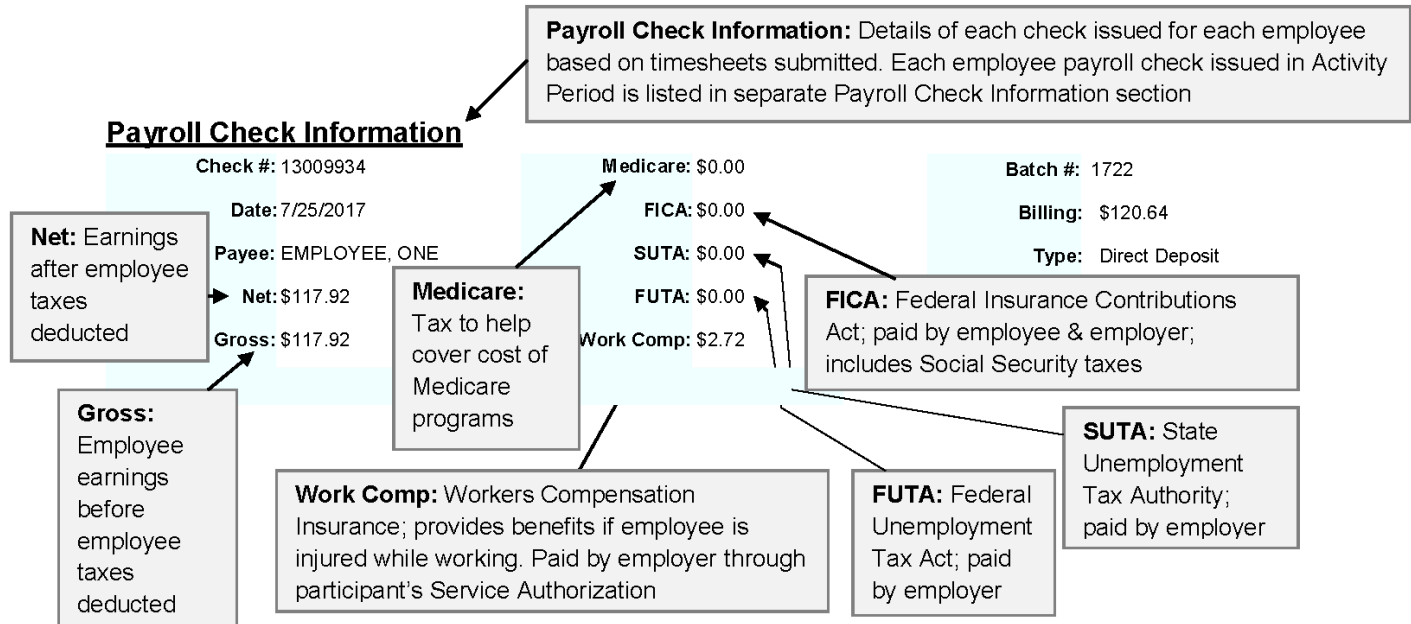 Payroll Check Information: Details of each check issued for each employee
based on timesheets submitted. Each employee payroll check issued in Activity
Period is listed in separate Payroll Check Information section
Payroll Check Information
Check #: 13009934
Date: 7/25/2017
Payee: EMPLOYEE, ONE
Net: $117.92
Gross: $117.92
Medicare: $0.00
FICA: $0.00
SUTA: $0.00
FUTA: $0.00
Work Comp: $2.72
Batch #: 1722
Billing: $120.64
Type: Direct Deposit
Net: Earnings
after employee
taxes
deducted
Gross:
Employee
earnings
before
employee
taxes
deducted
Medicare:
Tax to help
cover cost of
Medicare
programs
FICA: Federal Insurance Contributions
Act; paid by employee & employer;
includes Social Security taxes
Work Comp: Workers Compensation
Insurance; provides benefits if employee is
injured while working. Paid by employer through
participant's Service Authorization
FUTA: Federal
Unemployment
Tax Act; paid
by employer
SUTA: State
Unemployment
Tax Authority;
paid by employer